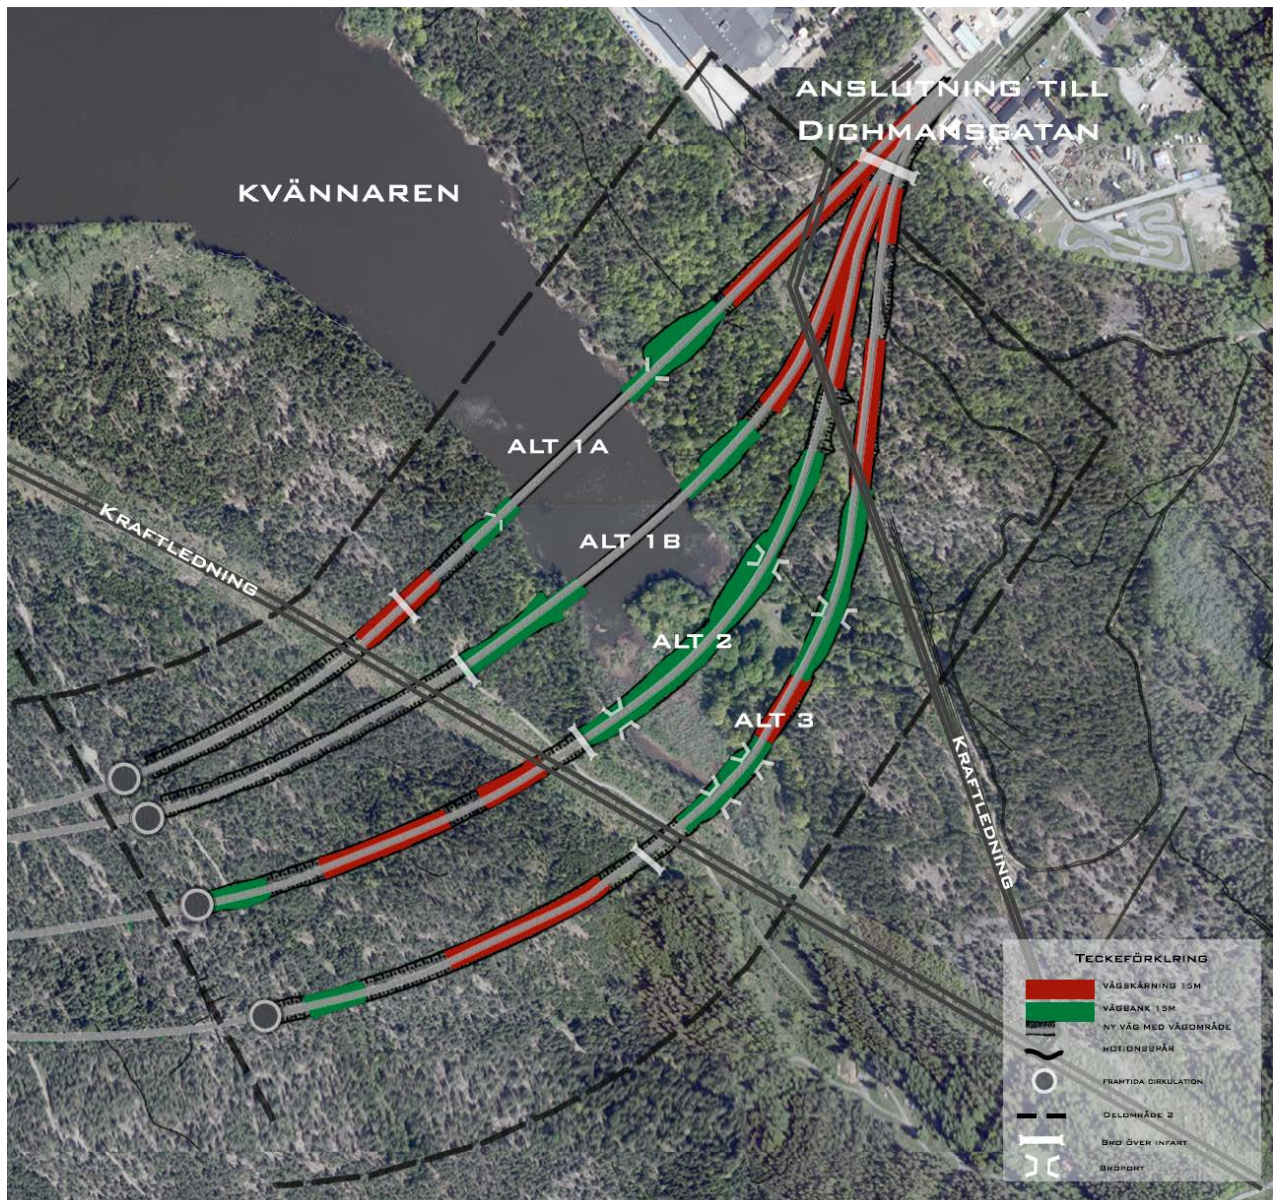 ANSLUTNING TILL
DICHMANSGATAN
KVÄNNAREN
ALT 1A
KRAFTLEDNING
ALT 1B
ALT 2
ALT 3
KRAFTLEDNING
TECKEFÖRKLRING
VÄGSKÄRNING 15M
VÄGBANK 15M
NY VÄG MED VÄGOMRÅDE
MOTIONSSPÅR
FRAMTIDA CIRKULATION
DELOMRÅDE 2
BRO ÖVER INFART
BROPORT